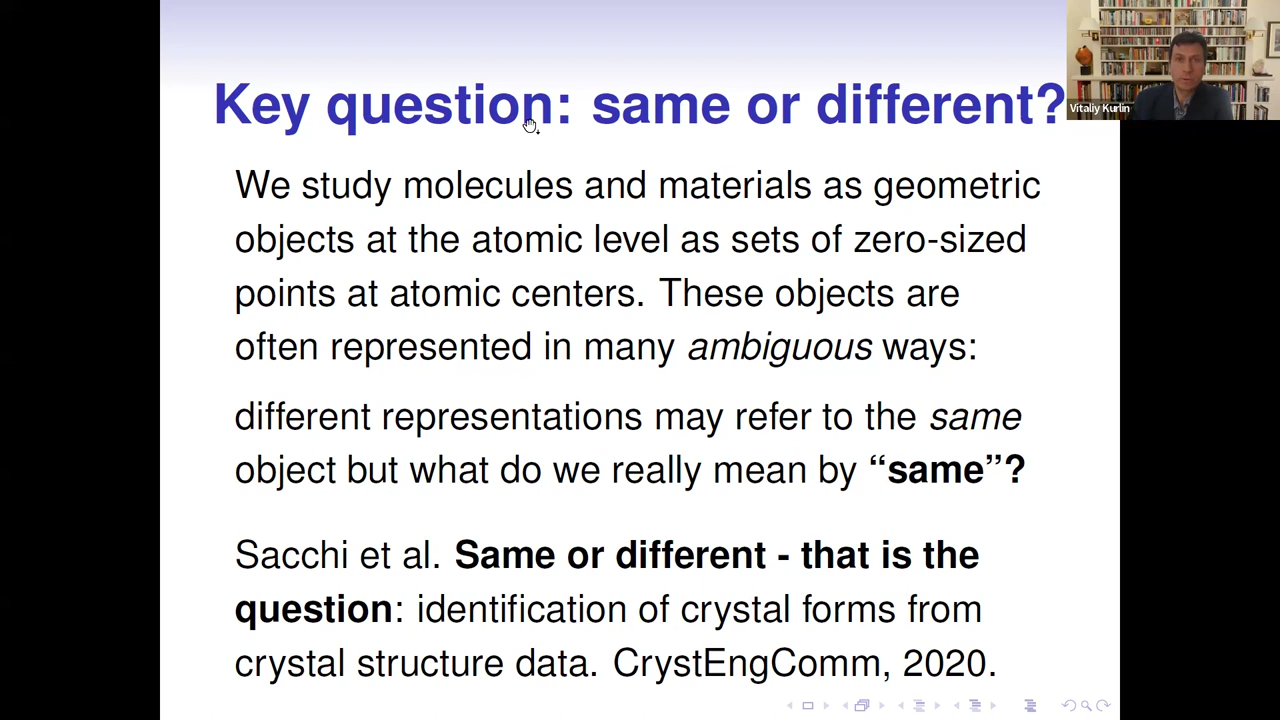 Key question: same or different?
Vitaliy Kurlin
We study molecules and materials as geometric
objects at the atomic level as sets of zero-sized
points at atomic centers. These objects are
often represented in many ambiguous ways:
different representations may refer to the same
object but what do we really mean by “same”?
Sacchi et al. Same or different - that is the
question: identification of crystal forms from
crystal structure data. CrystEngComm, 2020.